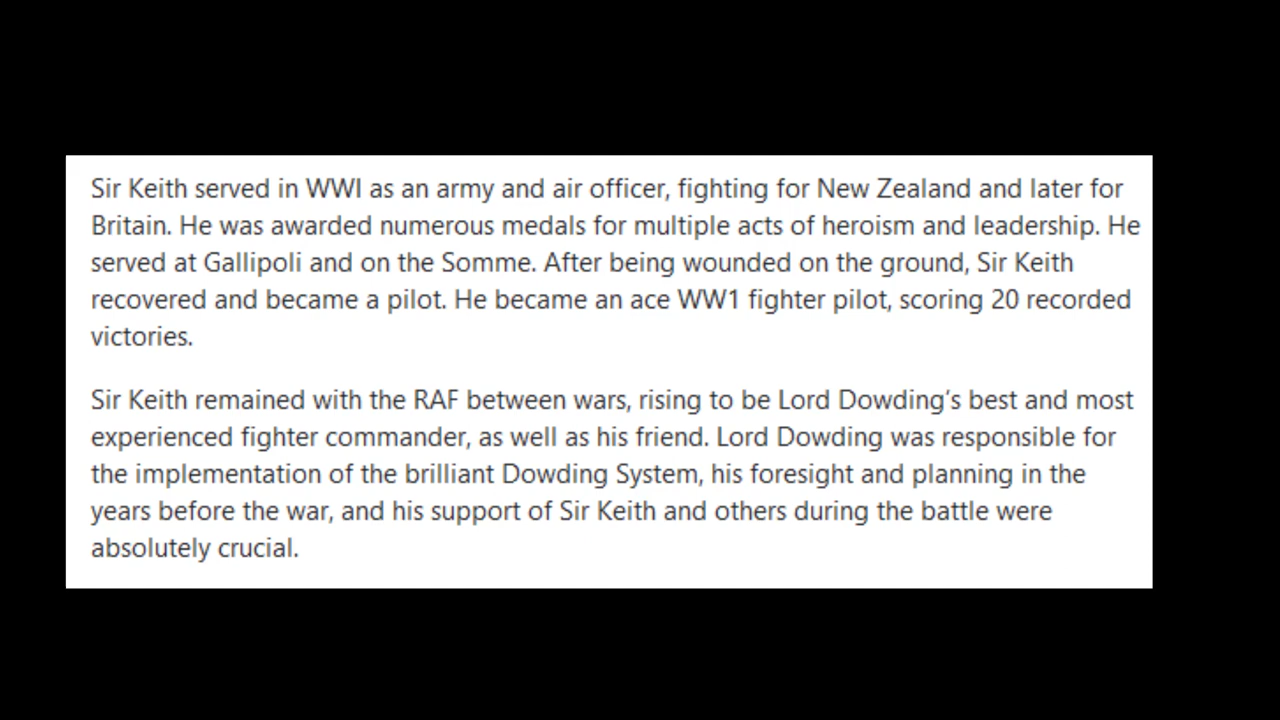 Sir Keith served in WWI as an army and air officer, fighting for New Zealand and later for
Britain. He was awarded numerous medals for multiple acts of heroism and leadership. He
served at Gallipoli and on the Somme. After being wounded on the ground, Sir Keith
recovered and became a pilot. He became an ace WW1 fighter pilot, scoring 20 recorded
victories.
Sir Keith remained with the RAF between wars, rising to be Lord Dowding’s best and most
experienced fighter commander, as well as his friend. Lord Dowding was responsible for
the implementation of the brilliant Dowding System, his foresight and planning in the
years before the war, and his support of Sir Keith and others during the battle were
absolutely crucial.